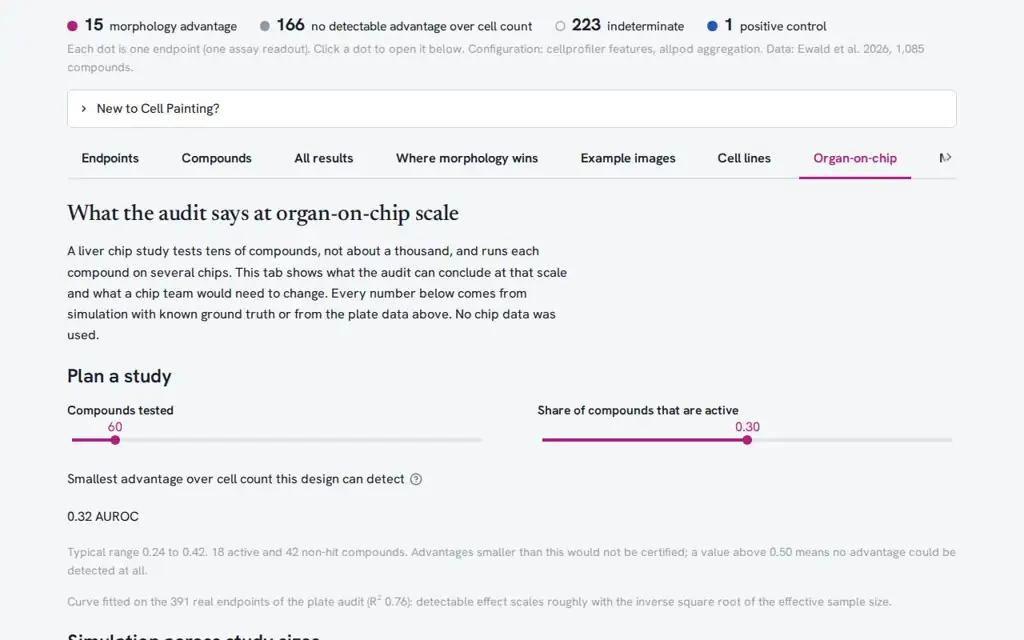 15 morphology advantage 166 no detectable advantage over cell count 223 indeterminate 1 positive control
Each dot is one endpoint (one assay readout). Click a dot to open it below. Configuration: cellprofiler features, allpod aggregation. Data: Ewald et al. 2026, 1,085
compounds.
New to Cell Painting?
Endpoints Compounds All results Where morphology wins Example images Cell lines Organ-on-chip
What the audit says at organ-on-chip scale
A liver chip study tests tens of compounds, not about a thousand, and runs each
compound on several chips. This tab shows what the audit can conclude at that scale
and what a chip team would need to change. Every number below comes from
simulation with known ground truth or from the plate data above. No chip data was
used.
Plan a study
Compounds tested Share of compounds that are active
60 0.30
Smallest advantage over cell count this design can detect
0.32 AUROC
Typical range 0.24 to 0.42. 18 active and 42 non-hit compounds. Advantages smaller than this would not be certified; a value above 0.50 means no advantage could be
detected at all.
Curve fitted on the 391 real endpoints of the plate audit (R² 0.76): detectable effect scales roughly with the inverse square root of the effective sample size.
Simulation across study sizes